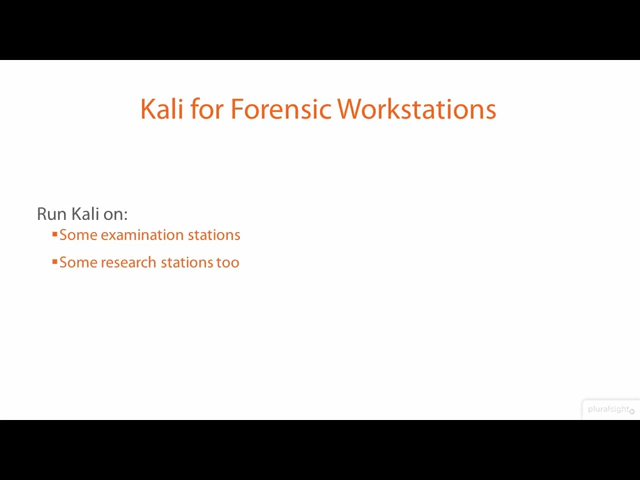 Kali for Forensic Workstations
Run Kali on:
▪Some examination stations
▪Some research stations too
pluralsight